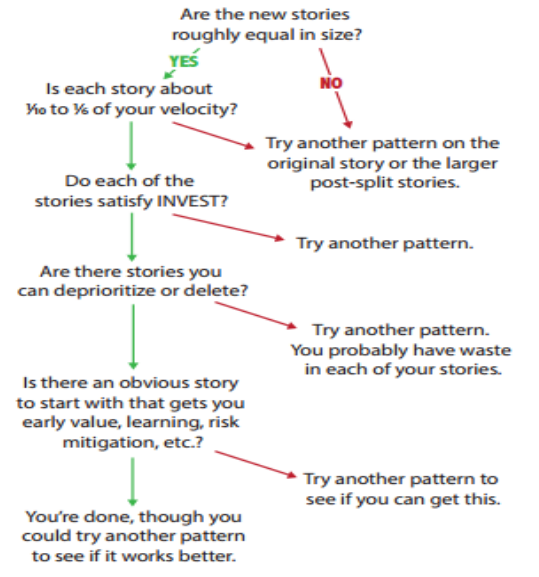 Are the new stories
roughly equal in size?
YES
NO
Is each story about
⅒ to ⅙ of your velocity?
Try another pattern on the
original story or the larger
post-split stories.
Do each of the
stories satisfy INVEST?
Try another pattern.
Are there stories you
can deprioritize or delete?
Try another pattern.
You probably have waste
in each of your stories.
Is there an obvious story
to start with that gets you
early value, learning, risk
mitigation, etc.?
Try another pattern to
see if you can get this.
You’re done, though you
could try another pattern
to see if it works better.